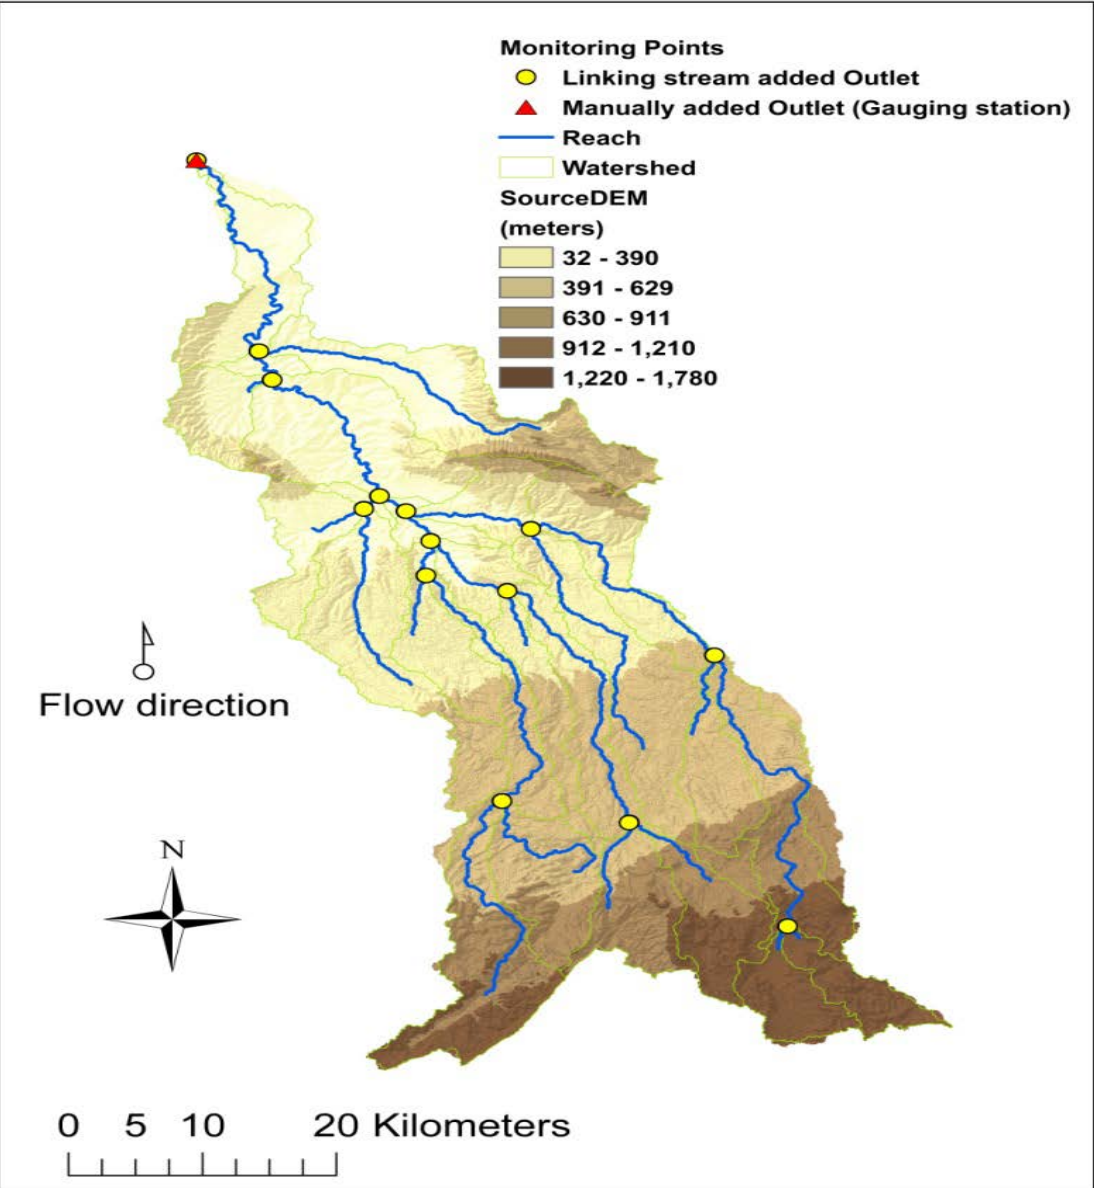 Monitoring Points
Linking stream added Outlet
Manually added Outlet (Gauging station)
Reach
Watershed
SourceDEM
(meters)
32 - 390
391 - 629
630 - 911
912 - 1,210
1,220 - 1,780
Flow direction
N
0 5 10 20 Kilometers